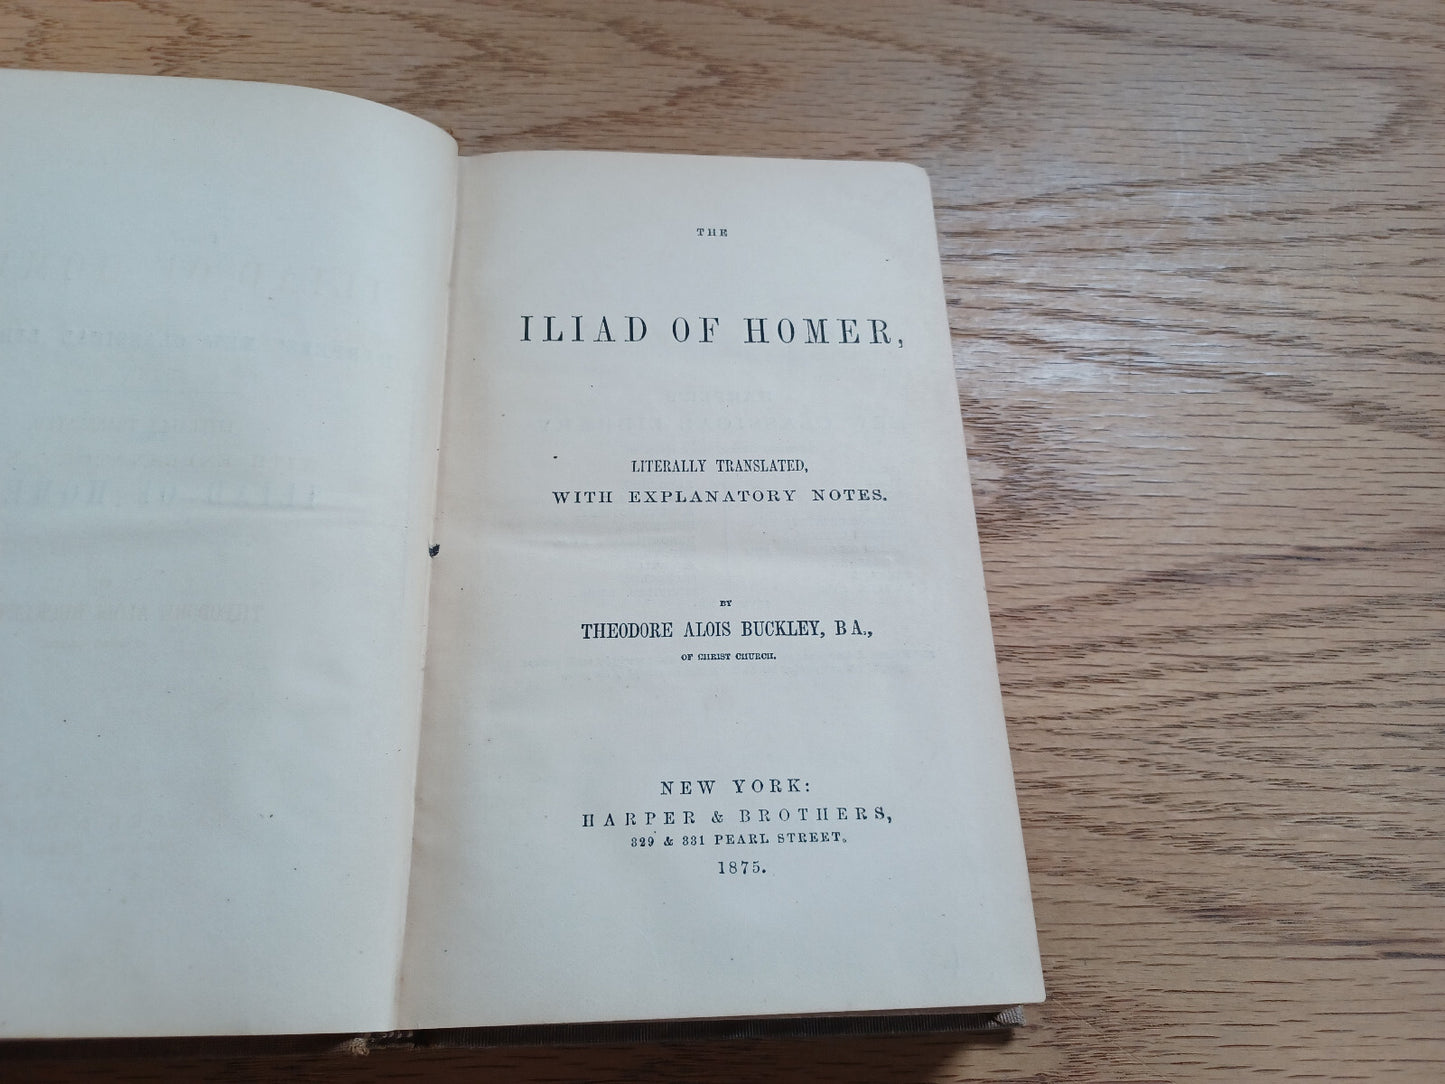 THE
ILIAD OF HOMER,
LITERALLY TRANSLATED,
WITH EXPLANATORY NOTES.
BY
THEODORE ALOIS BUCKLEY, B A.,
OF CHRIST CHURCH.
NEW YORK:
HARPER & BROTHERS,
329 & 331 PEARL STREET.
1875.